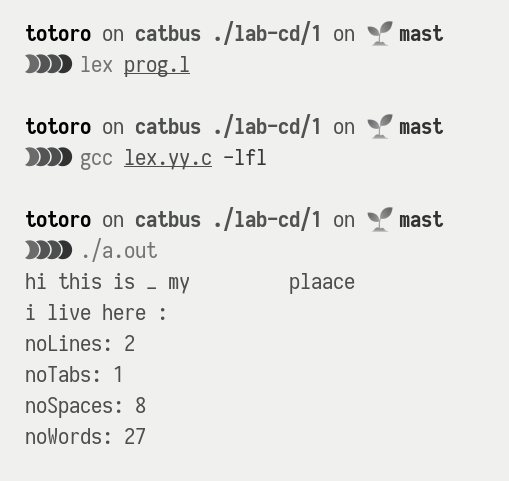 totoro on catbus ./lab-cd/1 on mast
lex prog.l
totoro on catbus ./lab-cd/1 on mast
gcc lex.yy.c -lfl
totoro on catbus ./lab-cd/1 on mast
./a.out
hi this is _ my plaace
i live here :
noLines: 2
noTabs: 1
noSpaces: 8
noWords: 27